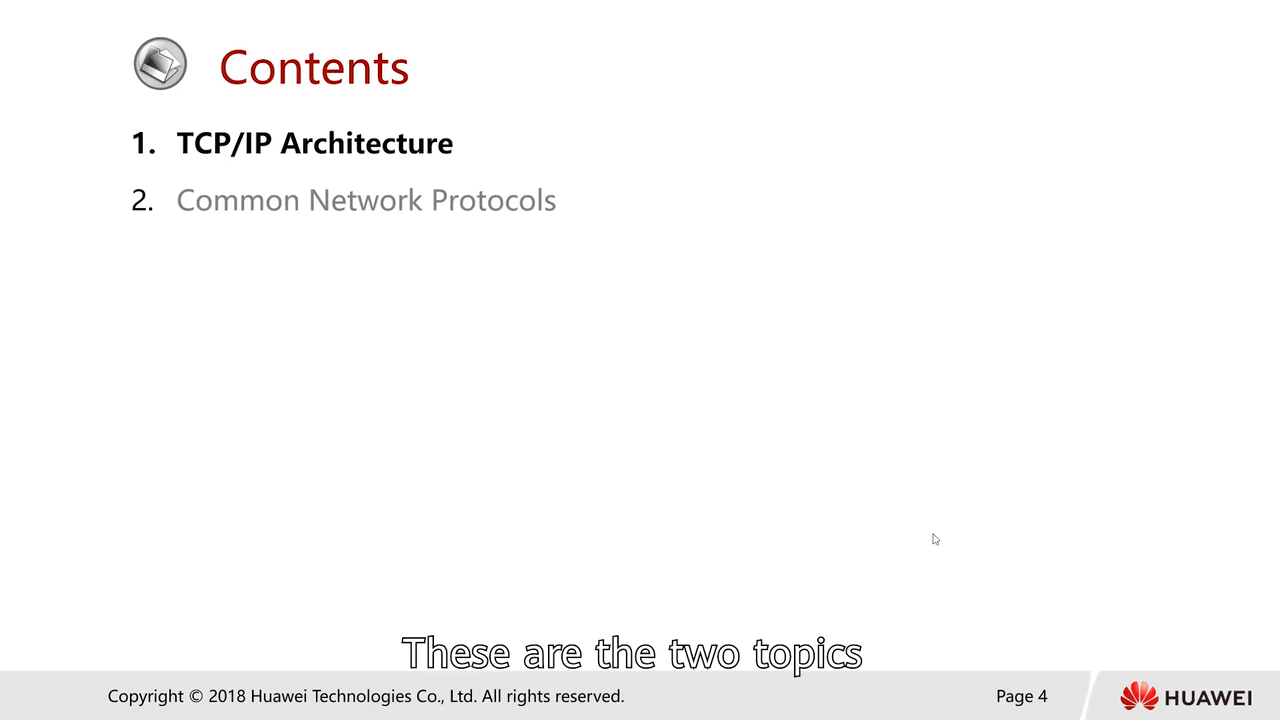 Contents
1. TCP/IP Architecture
2. Common Network Protocols
These are the two topics
Copyright © 2018 Huawei Technologies Co., Ltd. All rights reserved.
Page 4
HUAWEI